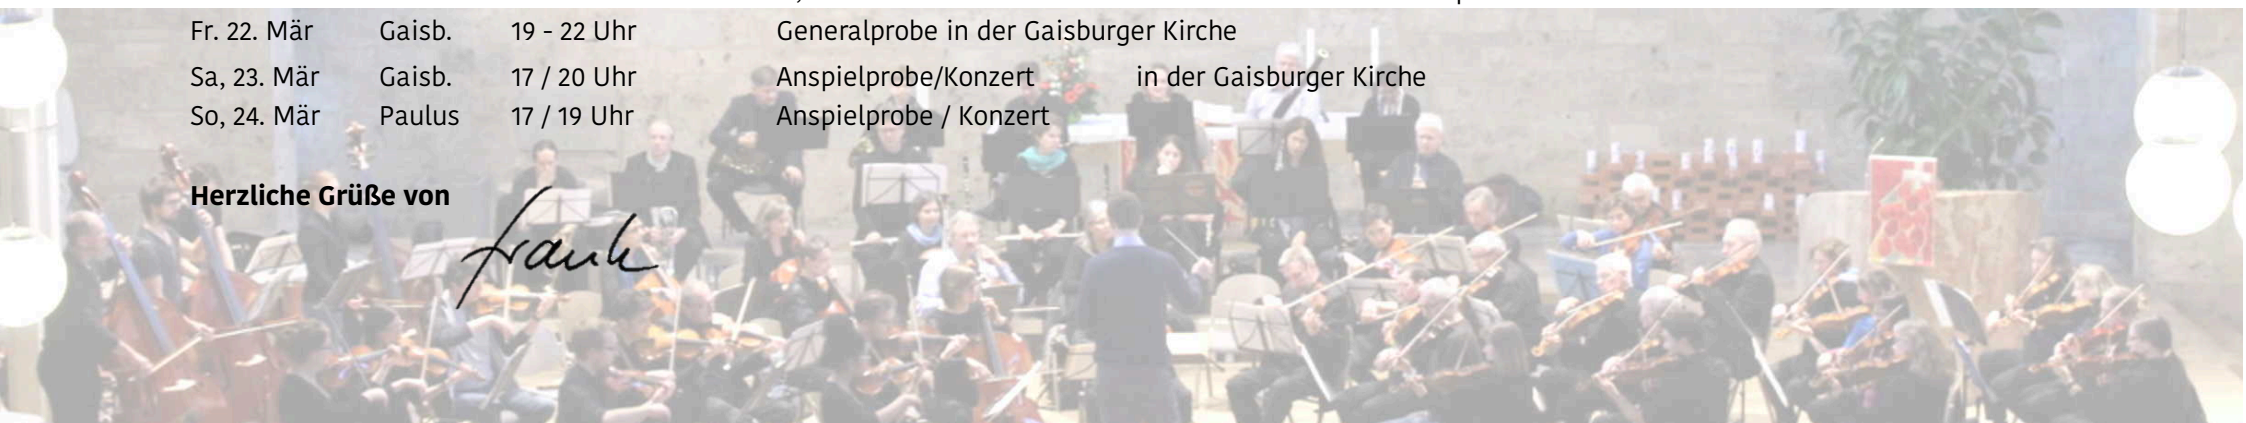 Fr. 22. Mär Gaisb. 19 - 22 Uhr Generalprobe in der Gaisburger Kirche
Sa, 23. Mär Gaisb. 17 / 20 Uhr Anspielprobe/Konzert in der Gaisburger Kirche
So, 24. Mär Paulus 17 / 19 Uhr Anspielprobe / Konzert
Herzliche Grüße von
frank